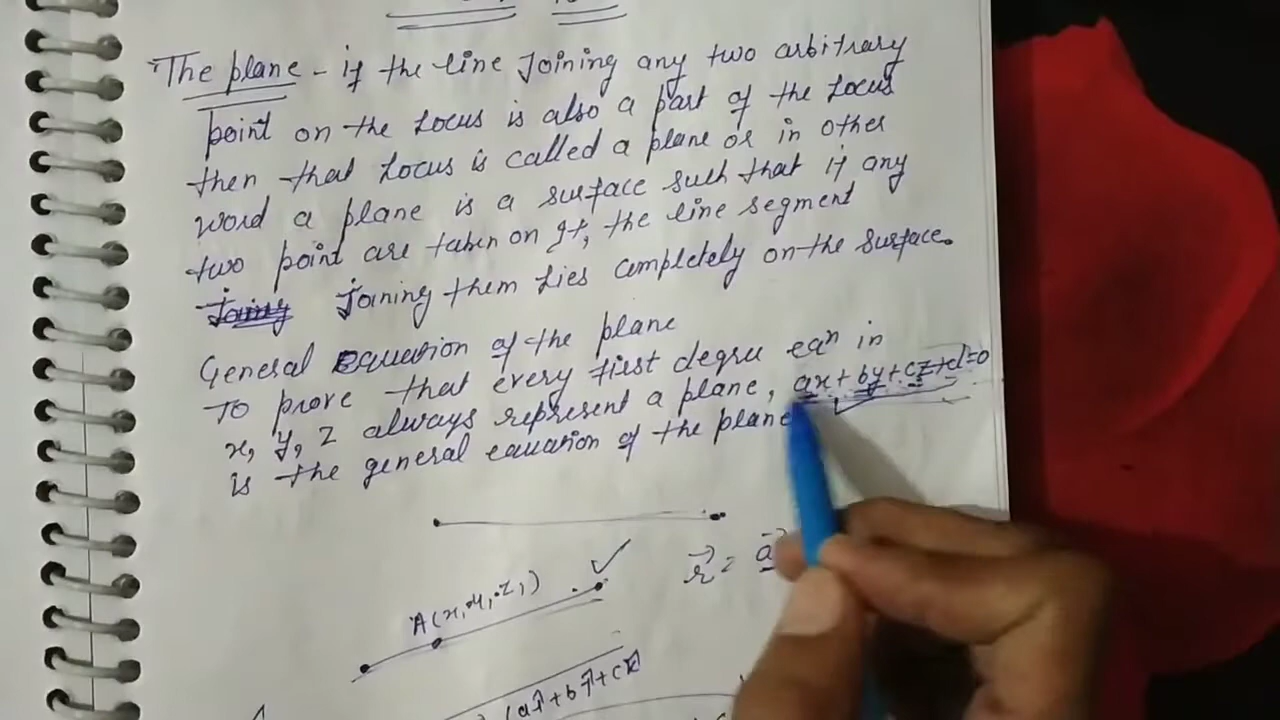 The plane - if the line Joining any two arbitrary
point on the Locus is also a part of the Locus
then that Locus is called a plane or in other
word a plane is a surface such that if any
two point are taken on It, the line segment
Joining Joining them Lies completely on the surface.
General Equation of the plane
To prove that every first degree eqn in
x, y, z always represent a plane, ax + by + cz + d = 0
is the general equation of the plane
r⃗ = a⃗
A(x, y, z,)
(aî + bĵ + ck̂